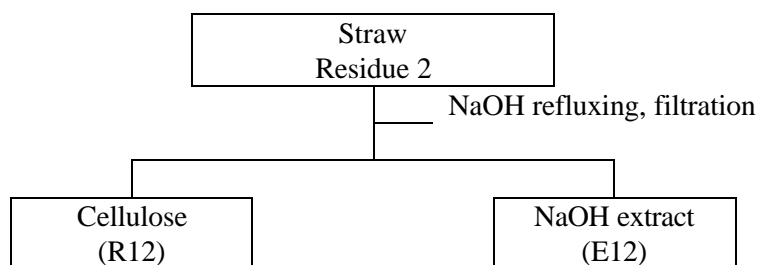 Straw
Residue 2
NaOH refluxing, filtration
Cellulose
(R12)
NaOH extract
(E12)